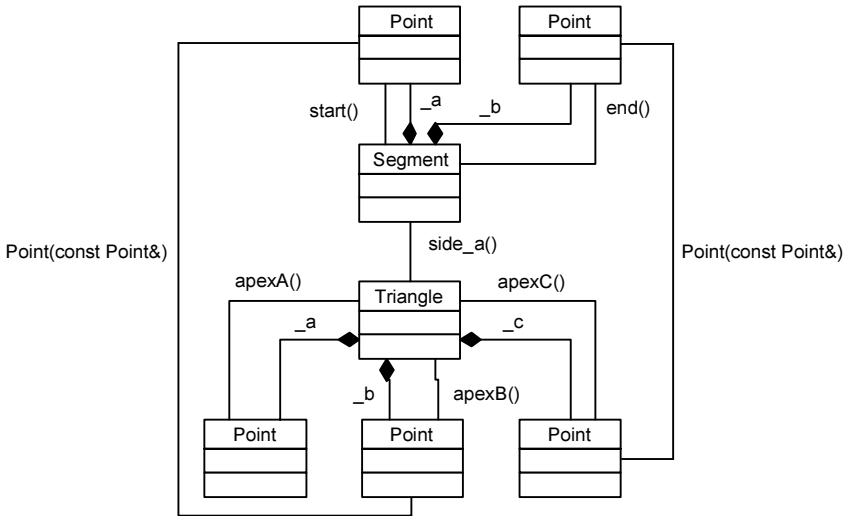 Point
Point
_a
_b
start()
end()
Segment
side_a()
Point(const Point&)
Point(const Point&)
apexA()
apexC()
Triangle
_a
_c
_b
apexB()
Point
Point
Point